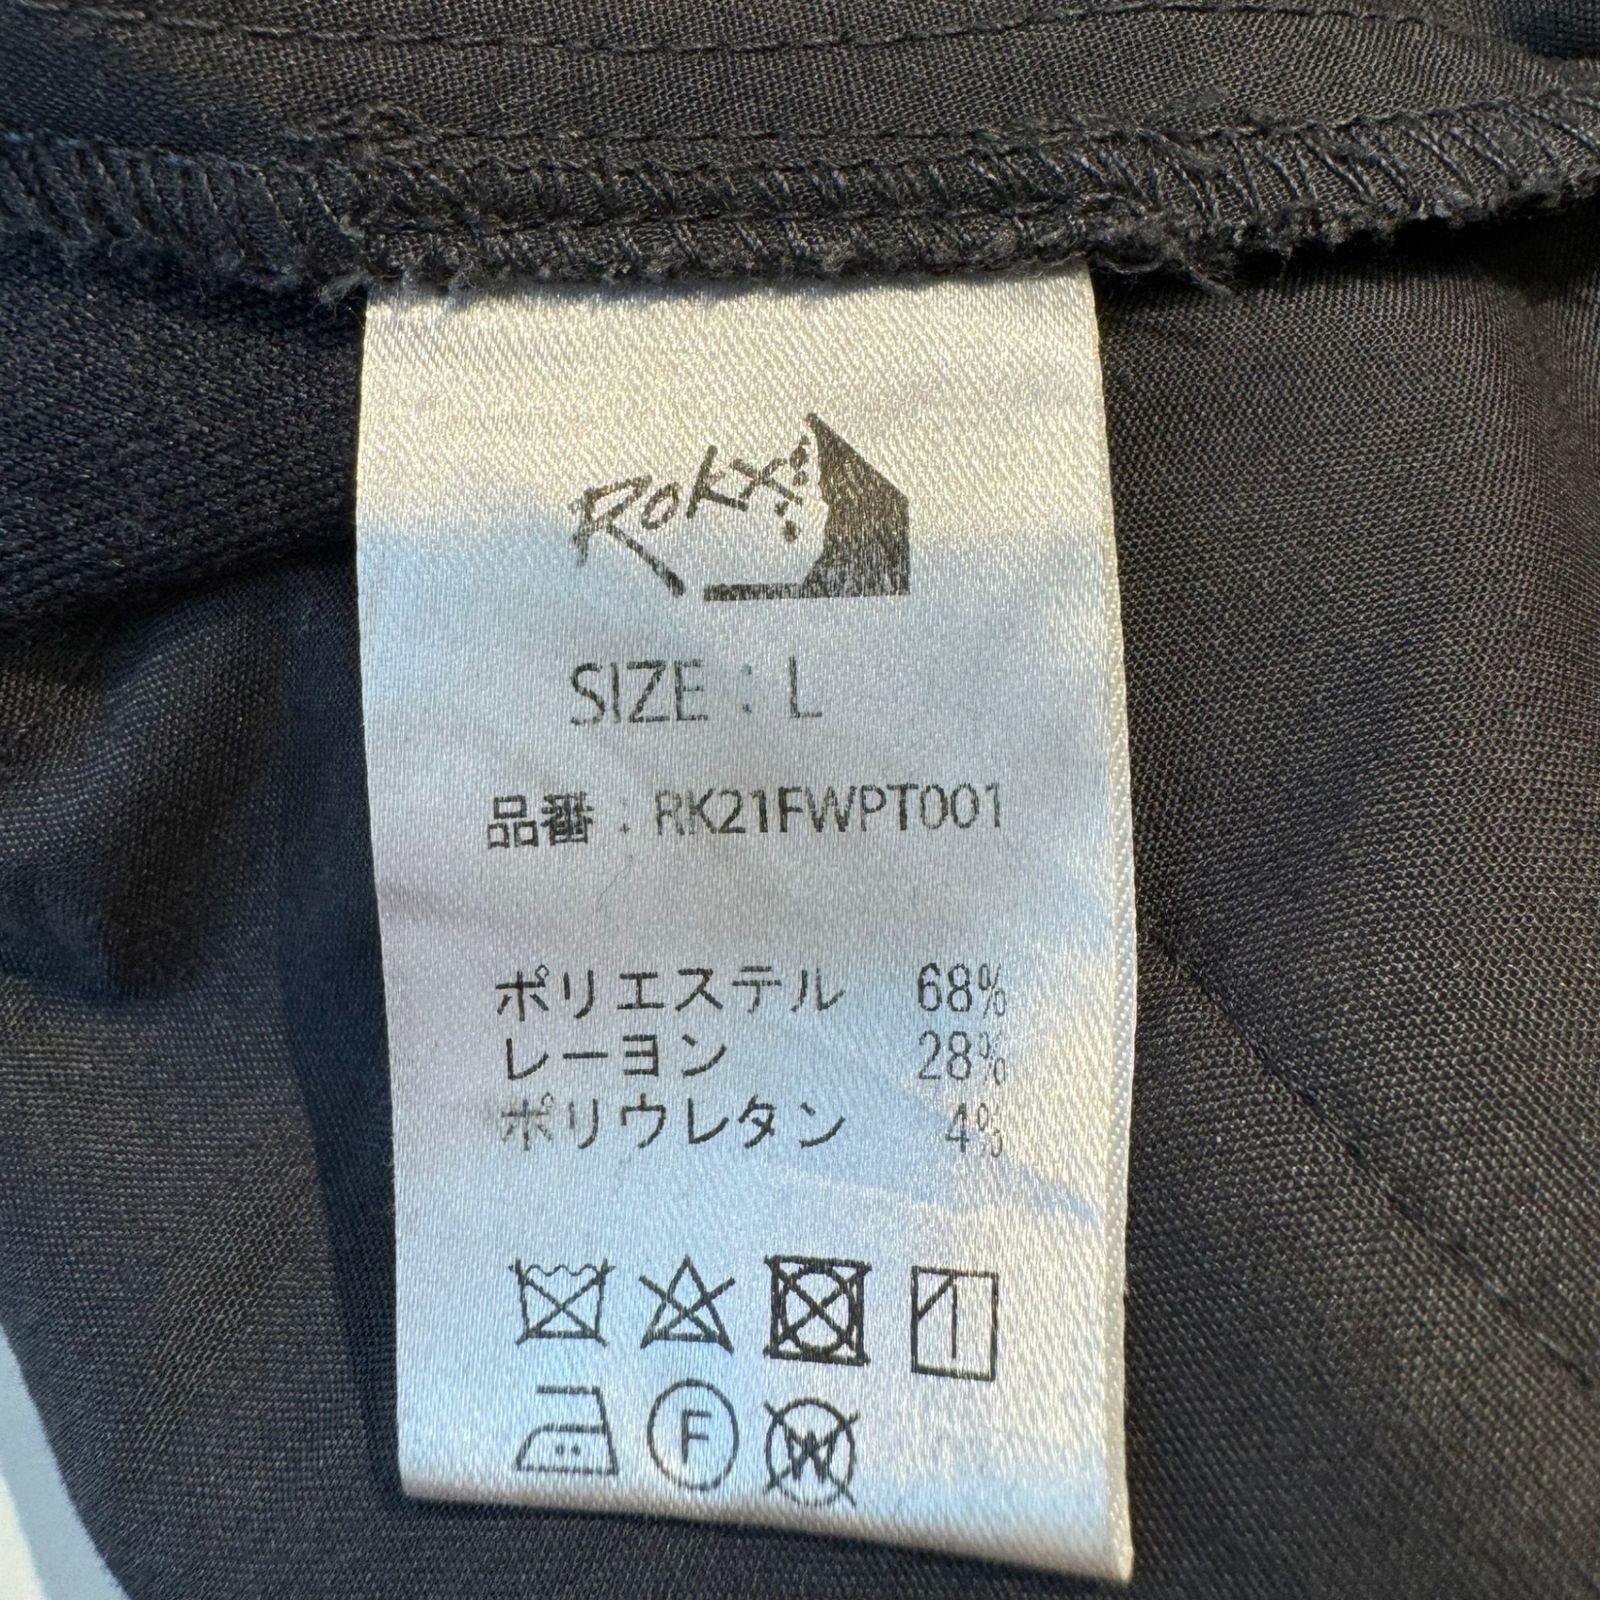 Rokx
SIZE : L
品番 : RK21FWPT001
ポリエステル 68%
レーヨン 28%
ポリウレタン 4%
F
W